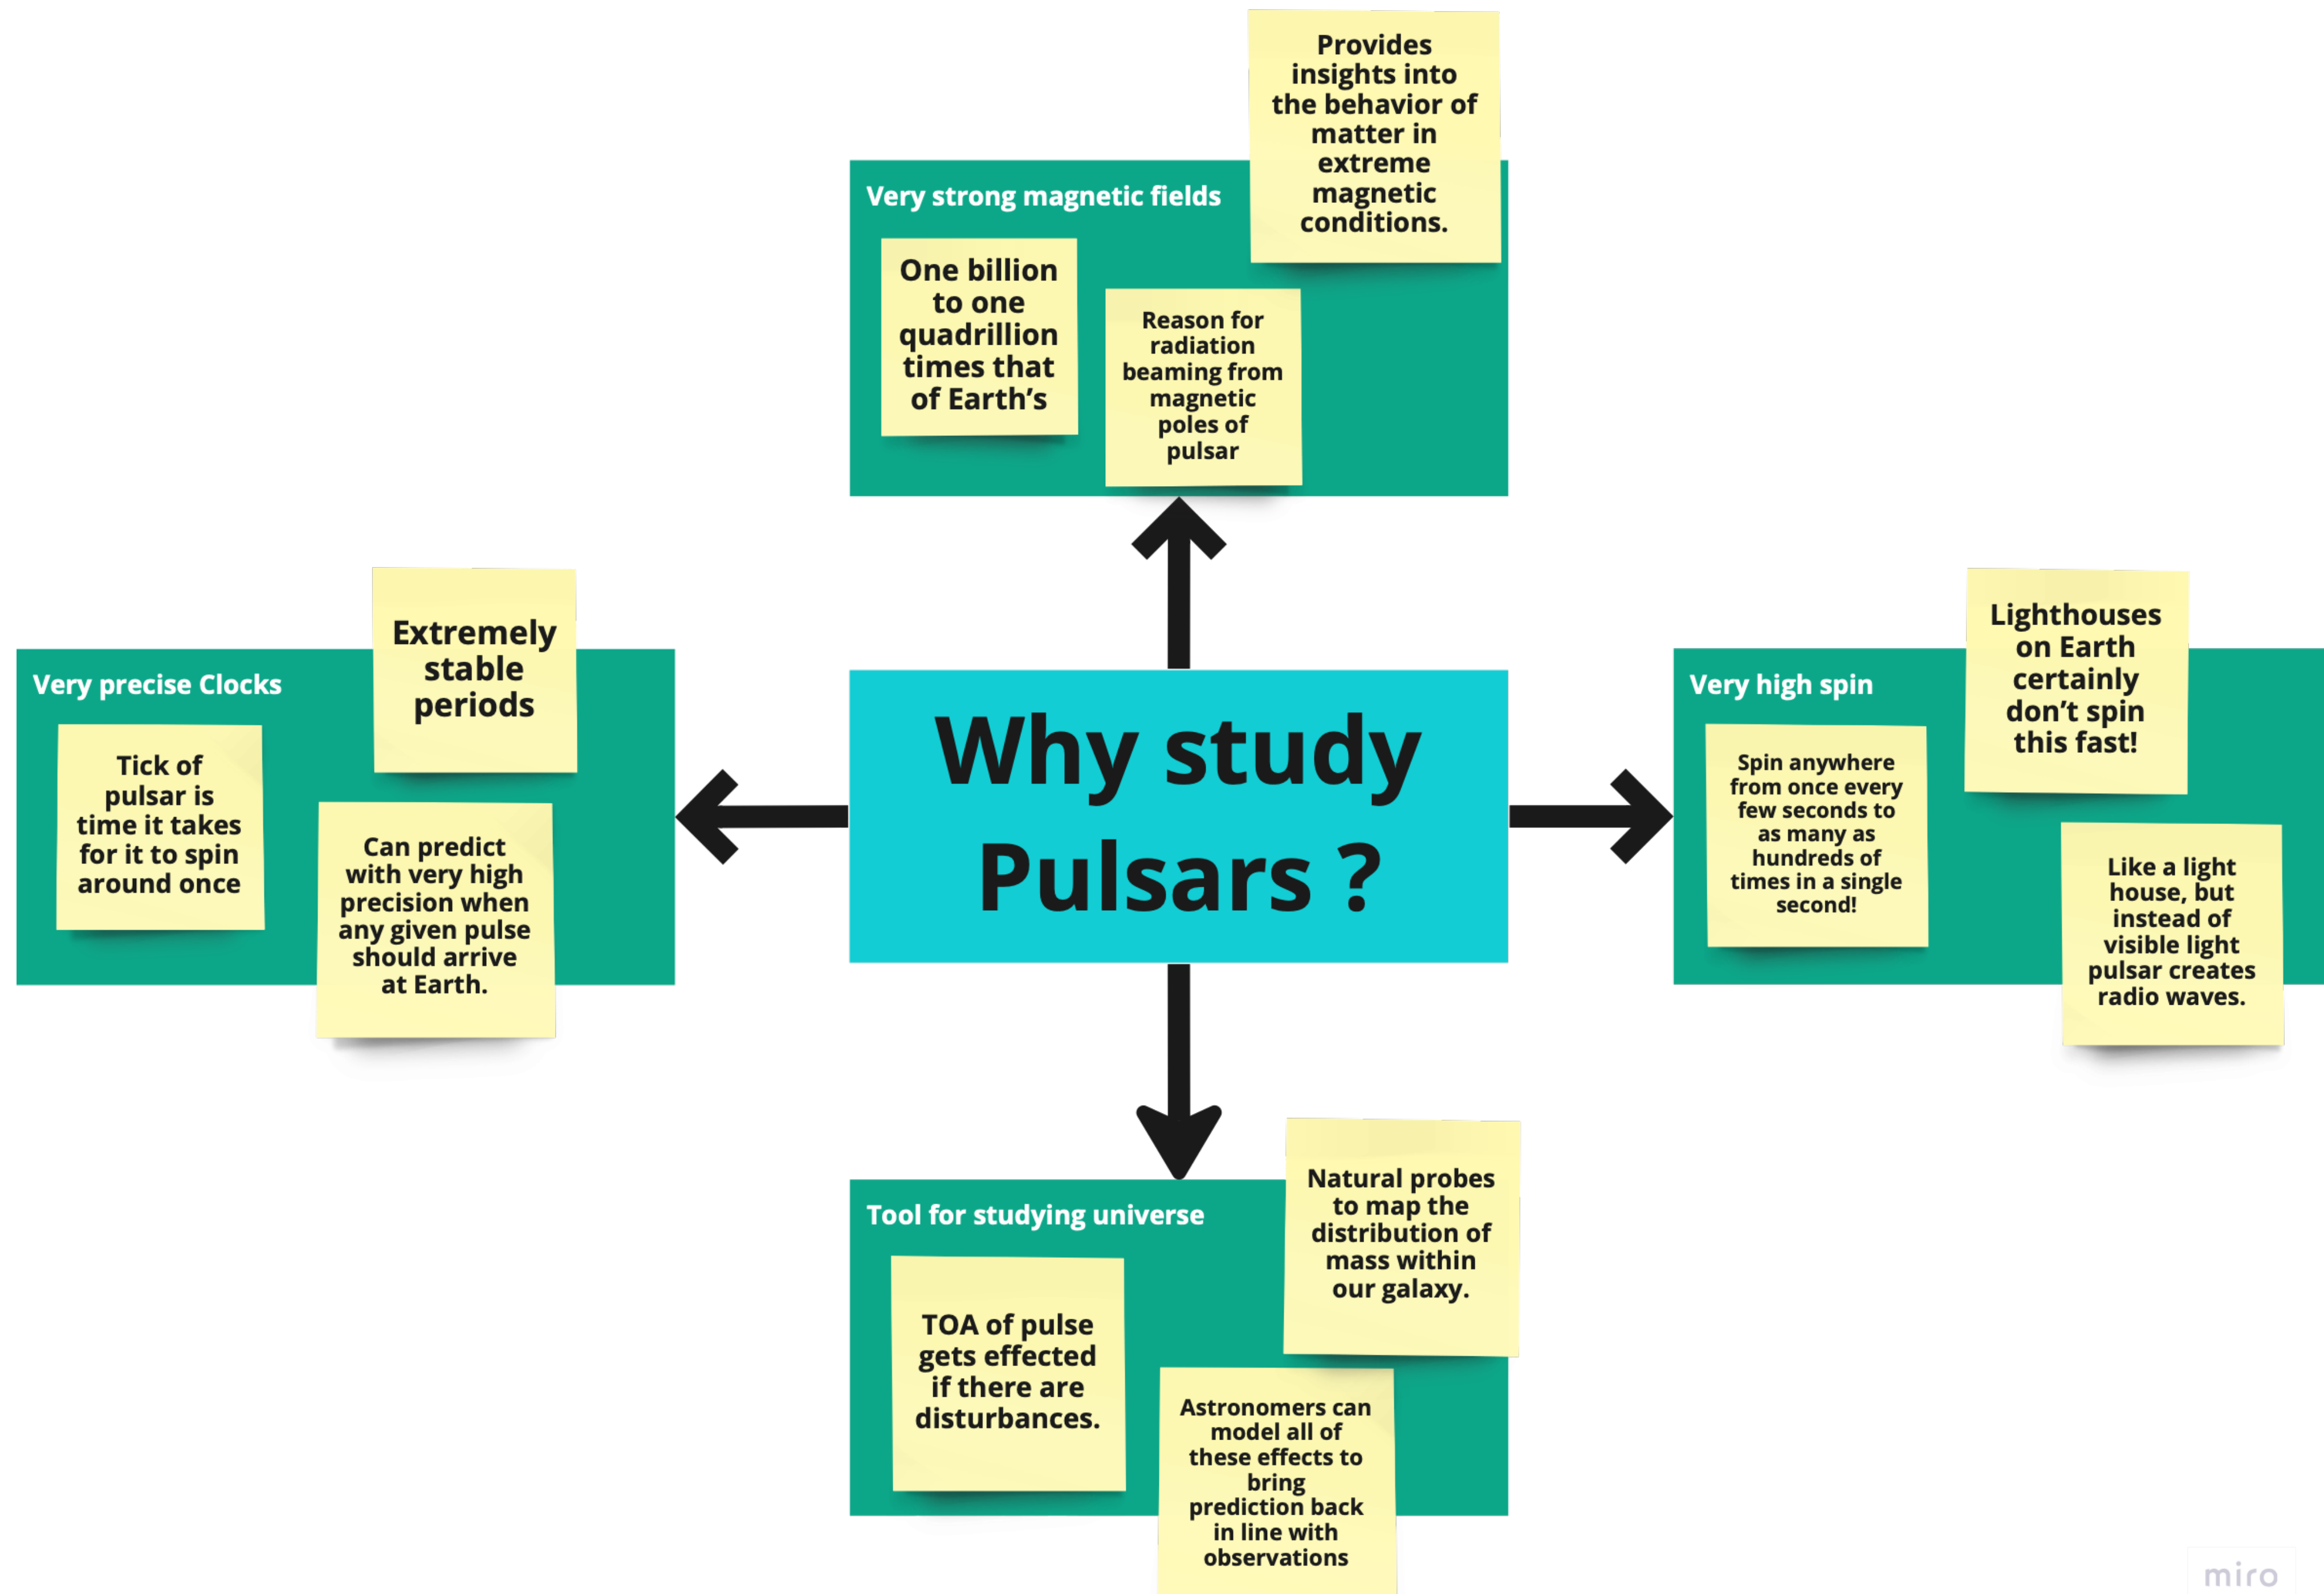 Provides
insights into
the behavior of
matter in
extreme
magnetic
conditions.
Very strong magnetic fields
One billion
to one
quadrillion
times that
of Earth’s
Reason for
radiation
beaming from
magnetic
poles of
pulsar
Extremely
stable
periods
Very precise Clocks
Tick of
pulsar is
time it takes
for it to spin
around once
Can predict
with very high
precision when
any given pulse
should arrive
at Earth.
Why study
Pulsars ?
Lighthouses
on Earth
certainly
don’t spin
this fast!
Very high spin
Spin anywhere
from once every
few seconds to
as many as
hundreds of
times in a single
second!
Like a light
house, but
instead of
visible light
pulsar creates
radio waves.
Natural probes
to map the
distribution of
mass within
our galaxy.
Tool for studying universe
TOA of pulse
gets effected
if there are
disturbances.
Astronomers can
model all of
these effects to
bring
prediction back
in line with
observations
miro